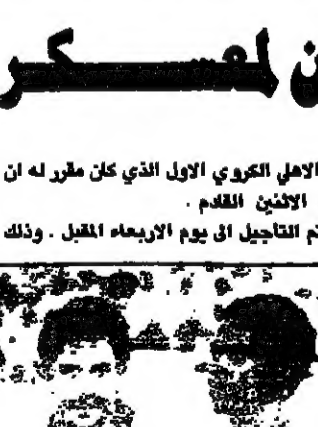 ن لمعسكر
الاهلي الكروي الاول الذي كان مقرر له ان
الاثنين القادم .
تم التأجيل الى يوم الاربعاء المقبل . وذلك